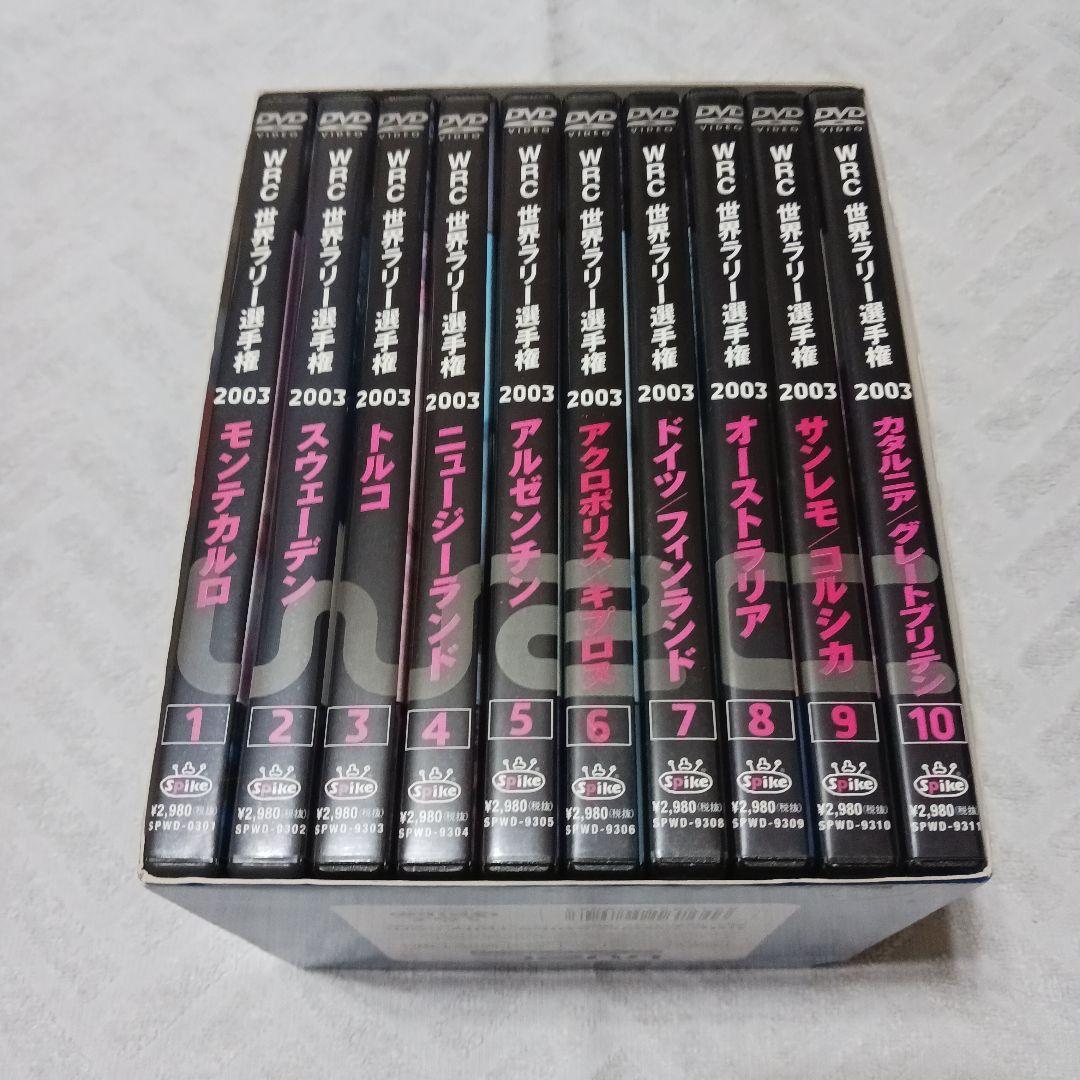 DVD
VIDEO
WRC 世界ラリー選手権
2003
モンテカルロ
1
Spike
¥2,980(税抜)
SPWD-9301
DVD
VIDEO
WRC 世界ラリー選手権
2003
スウェーデン
2
Spike
¥2,980(税抜)
SPWD-9302
DVD
VIDEO
WRC 世界ラリー選手権
2003
トルコ
3
Spike
¥2,980(税抜)
SPWD-9303
DVD
VIDEO
WRC 世界ラリー選手権
2003
ニュージーランド
4
Spike
¥2,980(税抜)
SPWD-9304
DVD
VIDEO
WRC 世界ラリー選手権
2003
アルゼンチン
5
Spike
¥2,980(税抜)
SPWD-9305
DVD
VIDEO
WRC 世界ラリー選手権
2003
アクロポリス/キプロス
6
Spike
¥2,980(税抜)
SPWD-9306
DVD
VIDEO
WRC 世界ラリー選手権
2003
ドイツ/フィンランド
7
Spike
¥2,980(税抜)
SPWD-9308
DVD
VIDEO
WRC 世界ラリー選手権
2003
オーストラリア
8
Spike
¥2,980(税抜)
SPWD-9309
DVD
VIDEO
WRC 世界ラリー選手権
2003
サンレモ/コルシカ
9
Spike
¥2,980(税抜)
SPWD-9310
DVD
VIDEO
WRC 世界ラリー選手権
2003
カタルニア/グレートブリテン
10
Spike
¥2,980(税抜)
SPWD-9311